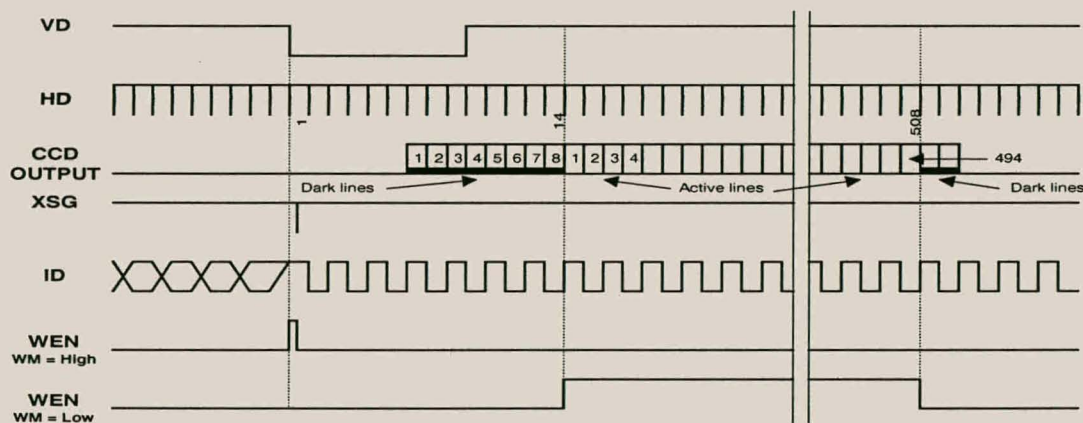 VD
HD
1
14
508
CCD OUTPUT
1 2 3 4 5 6 7 8 1 2 3 4
494
Dark lines
Active lines
Dark lines
XSG
ID
WEN
WM = High
WEN
WM = Low